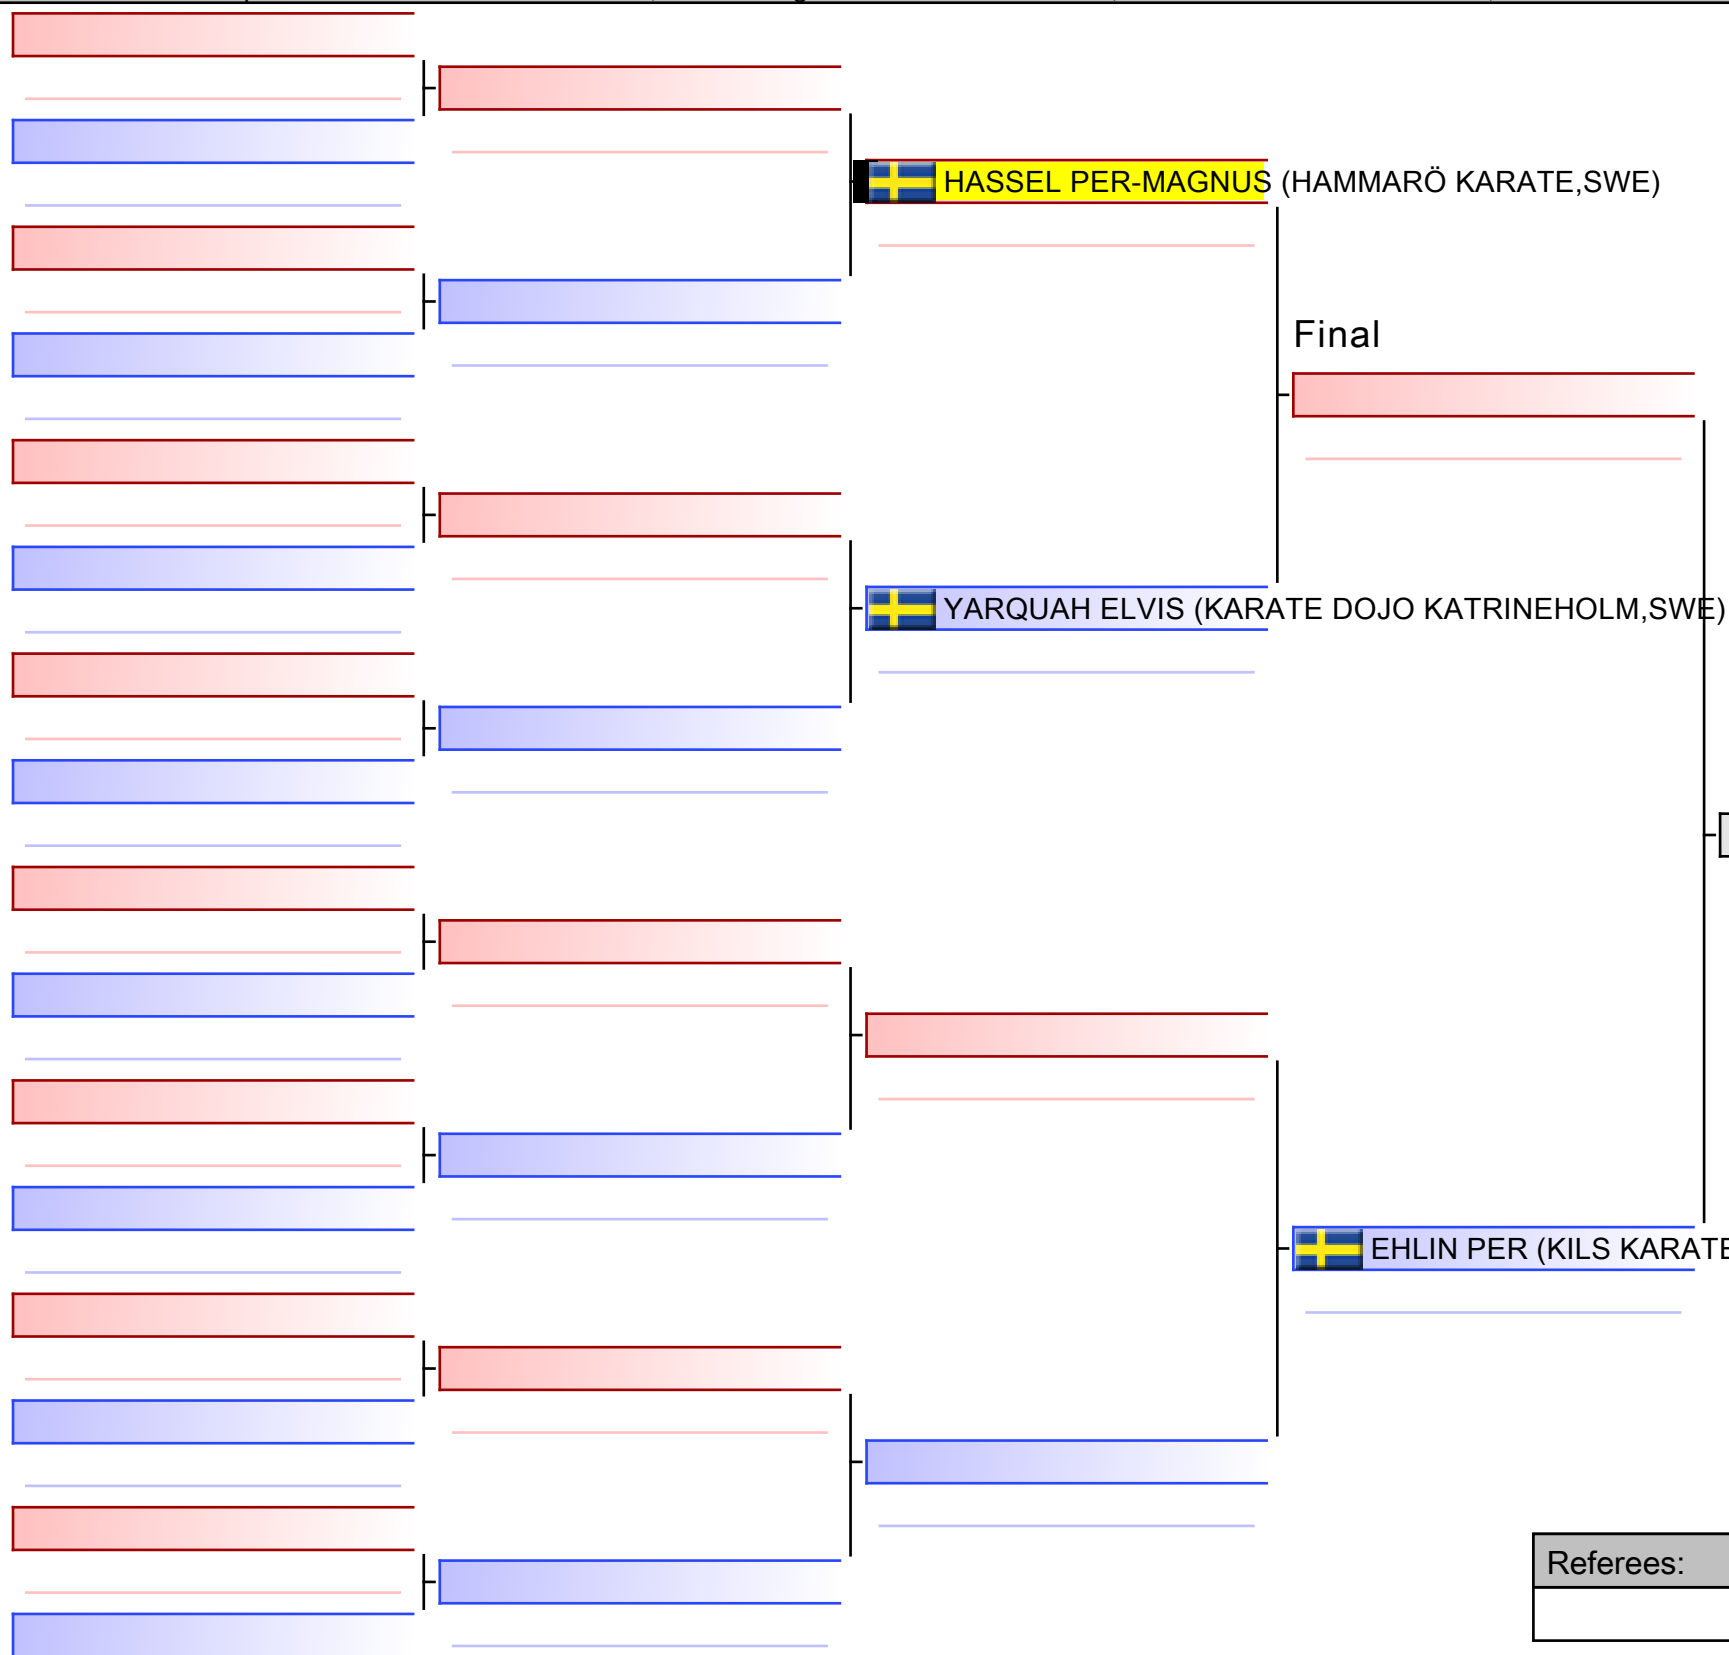 HASSEL PER-MAGNUS (HAMMARÖ KARATE,SWE)
Final
YARQUAH ELVIS (KARATE DOJO KATRINEHOLM,SWE)
EHLIN PER (KILS KARATE
Referees: